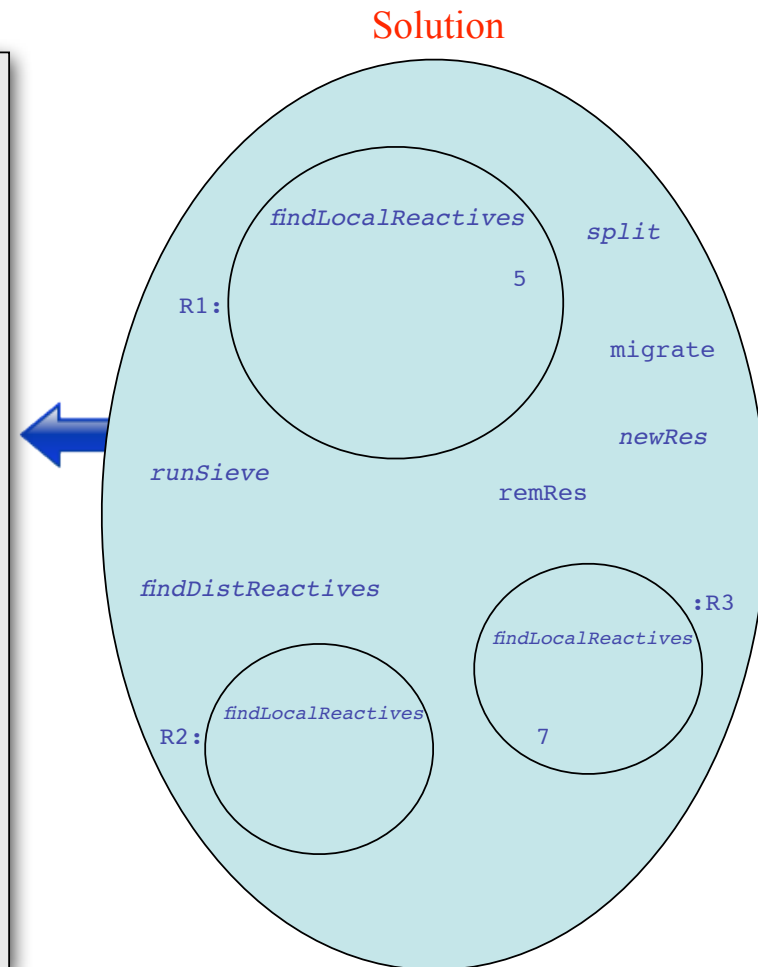 Solution
findLocalReactives
split
5
R1:
migrate
newRes
runSieve
remRes
findDistReactives
:R3
findLocalReactives
findLocalReactives
R2:
7